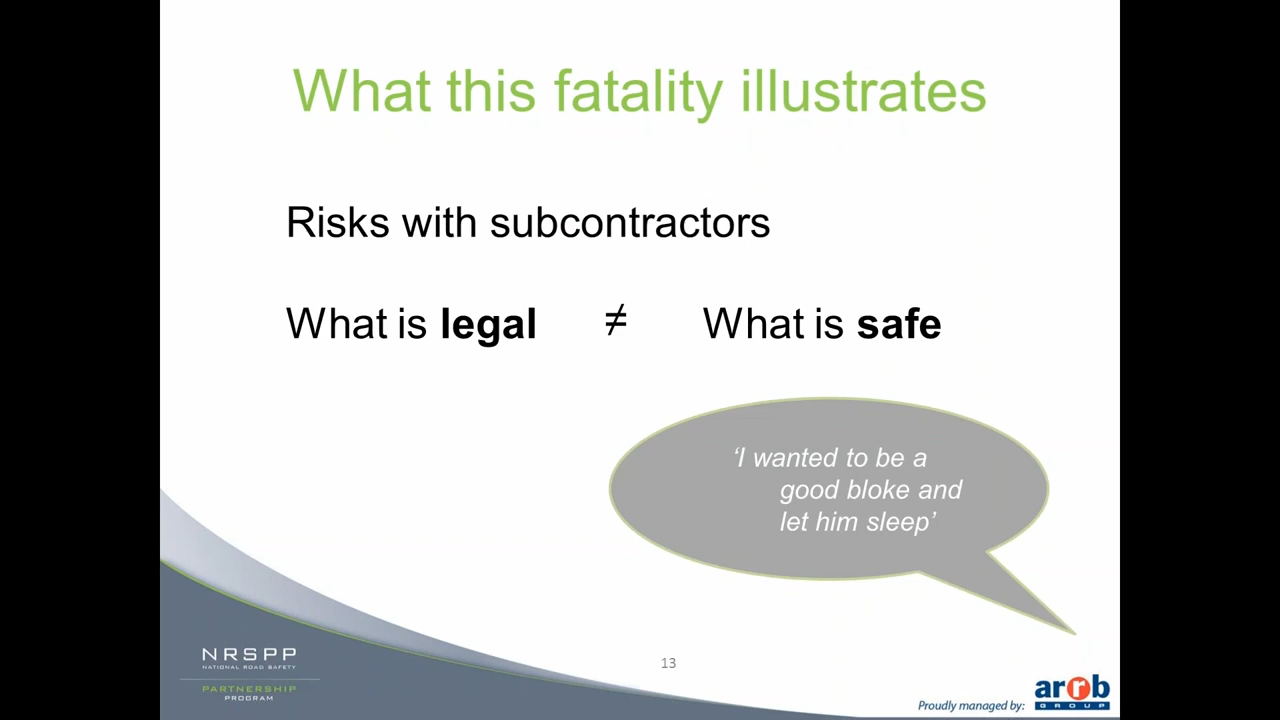 What this fatality illustrates
Risks with subcontractors
What is legal ≠ What is safe
‘I wanted to be a
good bloke and
let him sleep’
NRSPP
NATIONAL ROAD SAFETY
PARTNERSHIP
PROGRAM
13
Proudly managed by:
arrb
GROUP